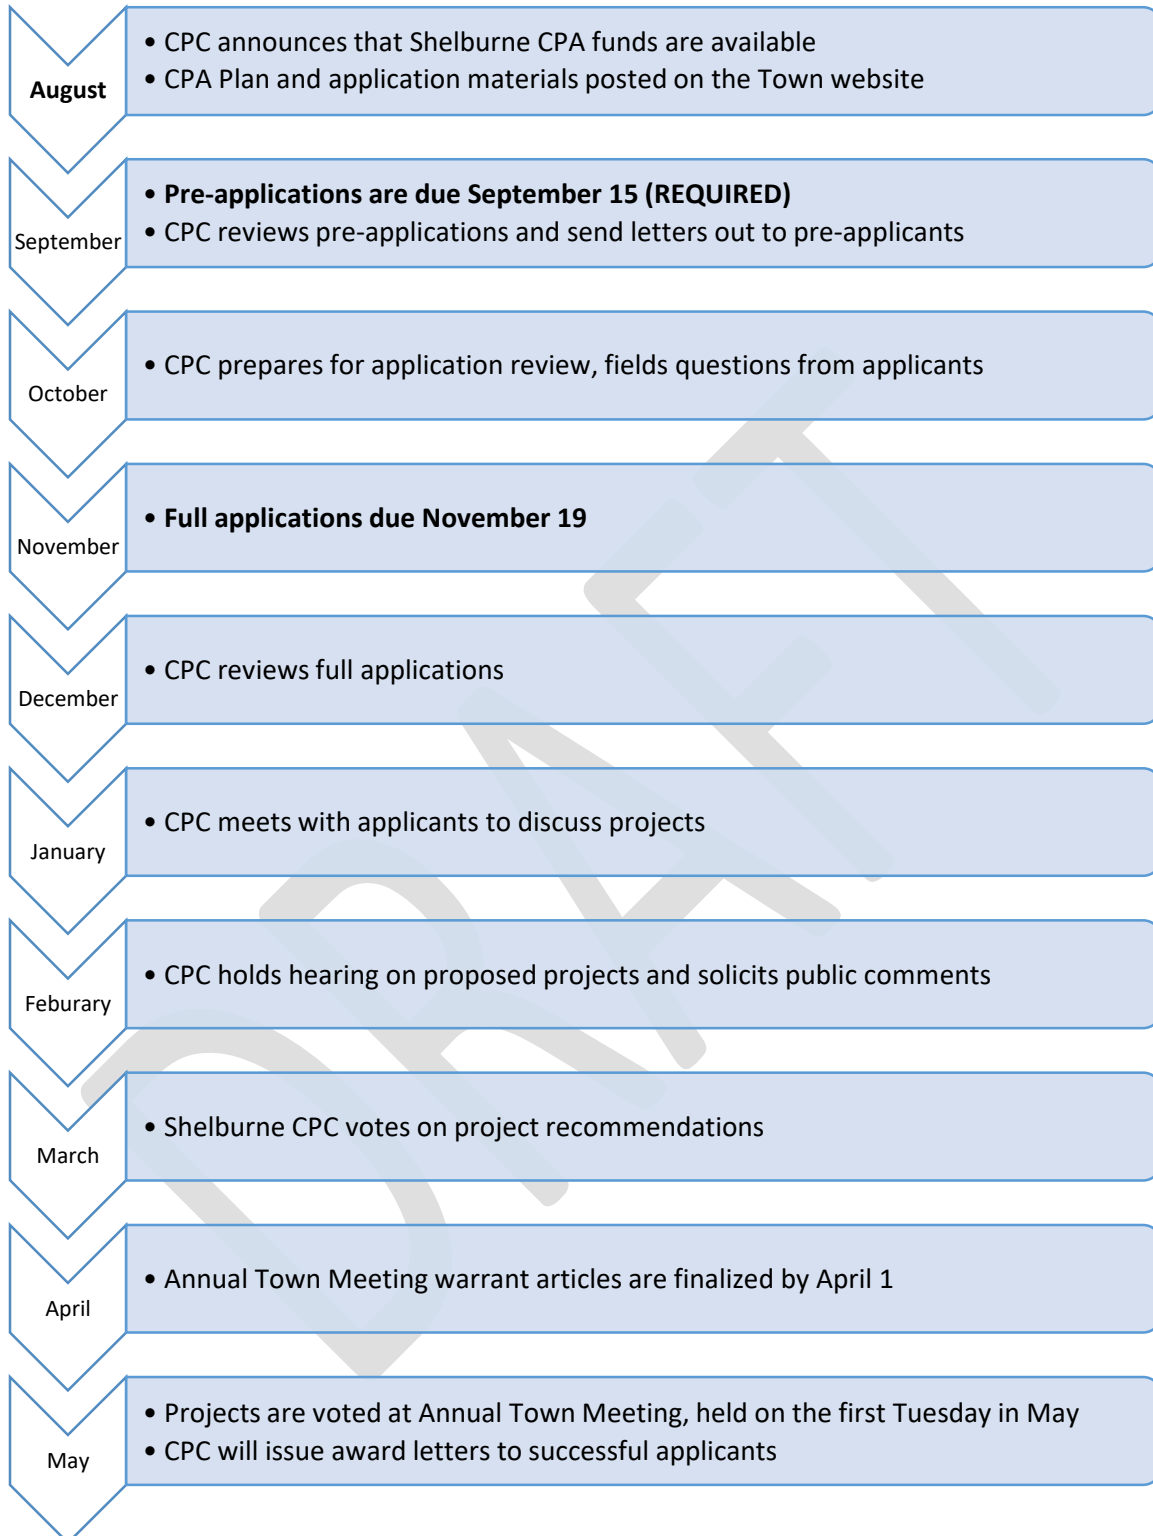 August
• CPC announces that Shelburne CPA funds are available
• CPA Plan and application materials posted on the Town website
September
• Pre-applications are due September 15 (REQUIRED)
• CPC reviews pre-applications and send letters out to pre-applicants
October
• CPC prepares for application review, fields questions from applicants
November
• Full applications due November 19
December
• CPC reviews full applications
January
• CPC meets with applicants to discuss projects
Feburary
• CPC holds hearing on proposed projects and solicits public comments
March
• Shelburne CPC votes on project recommendations
April
• Annual Town Meeting warrant articles are finalized by April 1
May
• Projects are voted at Annual Town Meeting, held on the first Tuesday in May
• CPC will issue award letters to successful applicants
DRAFT